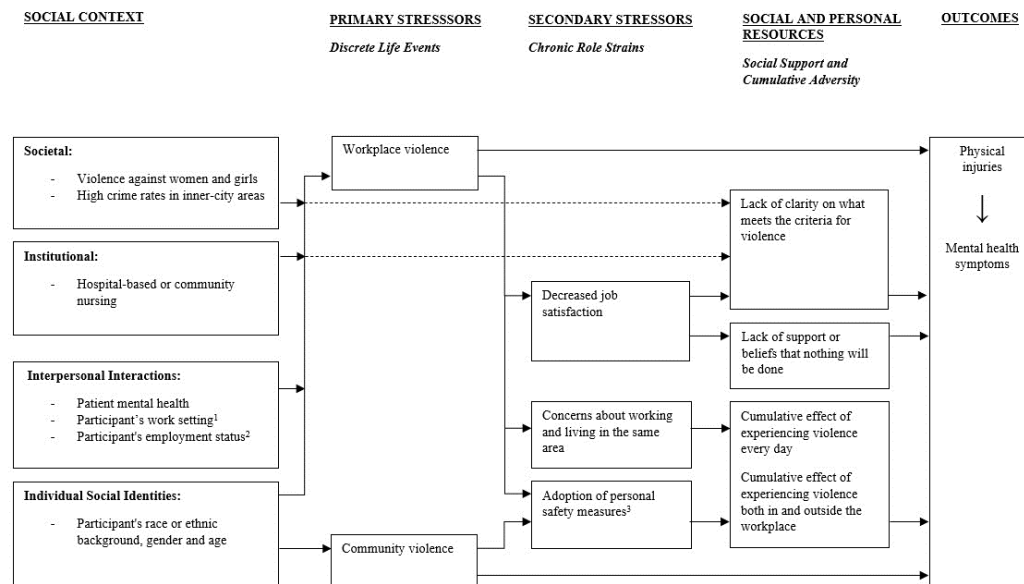 SOCIAL CONTEXT
PRIMARY STRESSSORS
Discrete Life Events
SECONDARY STRESSORS
Chronic Role Strains
SOCIAL AND PERSONAL
RESOURCES
Social Support and
Cumulative Adversity
OUTCOMES
Societal:
- Violence against women and girls
- High crime rates in inner-city areas
Institutional:
- Hospital-based or community
nursing
Interpersonal Interactions:
- Patient mental health
- Participant’s work setting¹
- Participant's employment status²
Individual Social Identities:
- Participant's race or ethnic
background, gender and age
Workplace violence
Community violence
Decreased job
satisfaction
Concerns about working
and living in the same
area
Adoption of personal
safety measures³
Lack of clarity on what
meets the criteria for
violence
Lack of support or
beliefs that nothing will
be done
Cumulative effect of
experiencing violence
every day
Cumulative effect of
experiencing violence
both in and outside the
workplace
Physical
injuries
Mental health
symptoms